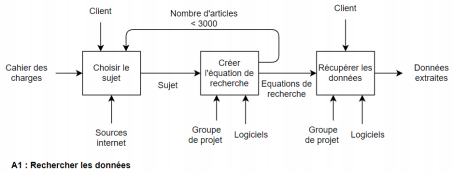 Client
Nombre d'articles
< 3000
Client
Cahier des
charges
Choisir le
sujet
Sujet
Créer
l'équation de
recherche
Equations de
recherche
Récupérer les
données
Données
extraites
Sources
internet
Groupe
de projet
Logiciels
Groupe
de projet
Logiciels
A1 : Rechercher les données